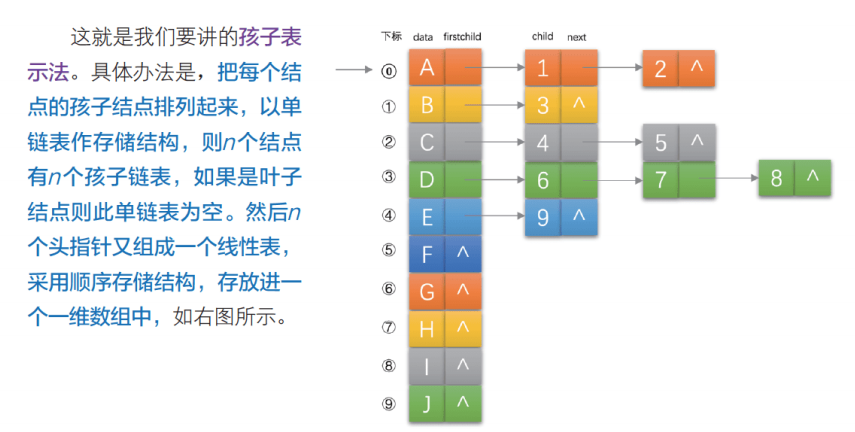 这就是我们要讲的孩子表
示法。具体办法是，把每个结
点的孩子结点排列起来，以单
链表作存储结构，则n个结点
有n个孩子链表，如果是叶子
结点则此单链表为空。然后n
个头指针又组成一个线性表，
采用顺序存储结构，存放进一
个一维数组中，如右图所示。
下标 data firstchild child next
⓪ A 1 2 ^
① B 3 ^
② C 4 5 ^
③ D 6 7 8 ^
④ E 9 ^
⑤ F ^
⑥ G ^
⑦ H ^
⑧ I ^
⑨ J ^